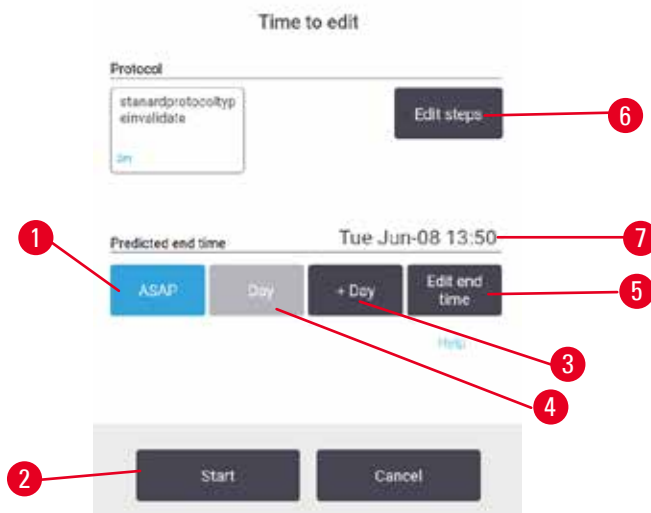 Time to edit
Protocol
stanardprotocoltyp
einvalidate
Edit steps
6
1
Predicted end time
Tue Jun-08 13:50
7
ASAP
Day
+ Day
Edit end
time
5
Help
3
4
2
Start
Cancel